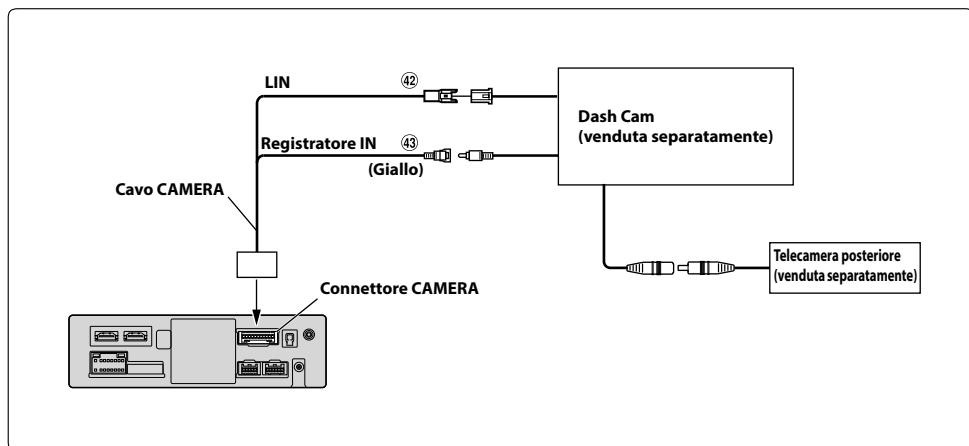 LIN
㊷
Dash Cam
(venduta separatamente)
Registratore IN
㊸
(Giallo)
Cavo CAMERA
Telecamera posteriore
(venduta separatamente)
Connettore CAMERA